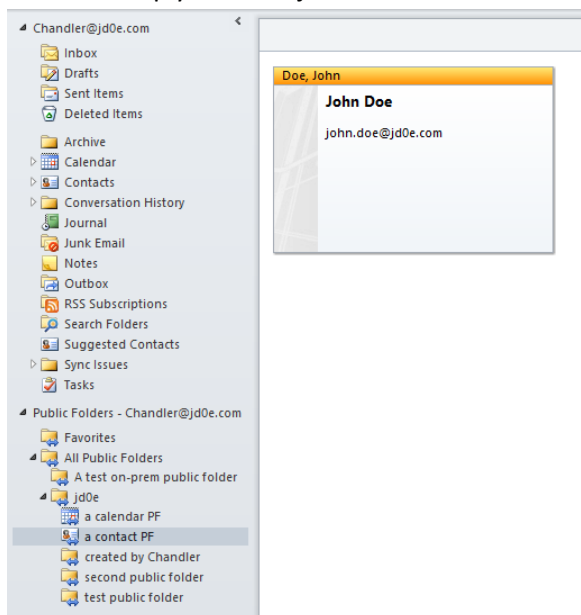 Chandler@jd0e.com
Inbox
Drafts
Sent Items
Deleted Items
Archive
Calendar
Contacts
Conversation History
Journal
Junk Email
Notes
Outbox
RSS Subscriptions
Search Folders
Suggested Contacts
Sync Issues
Tasks
Public Folders - Chandler@jd0e.com
Favorites
All Public Folders
A test on-prem public folder
jd0e
a calendar PF
a contact PF
created by Chandler
second public folder
test public folder
Doe, John
John Doe
john.doe@jd0e.com